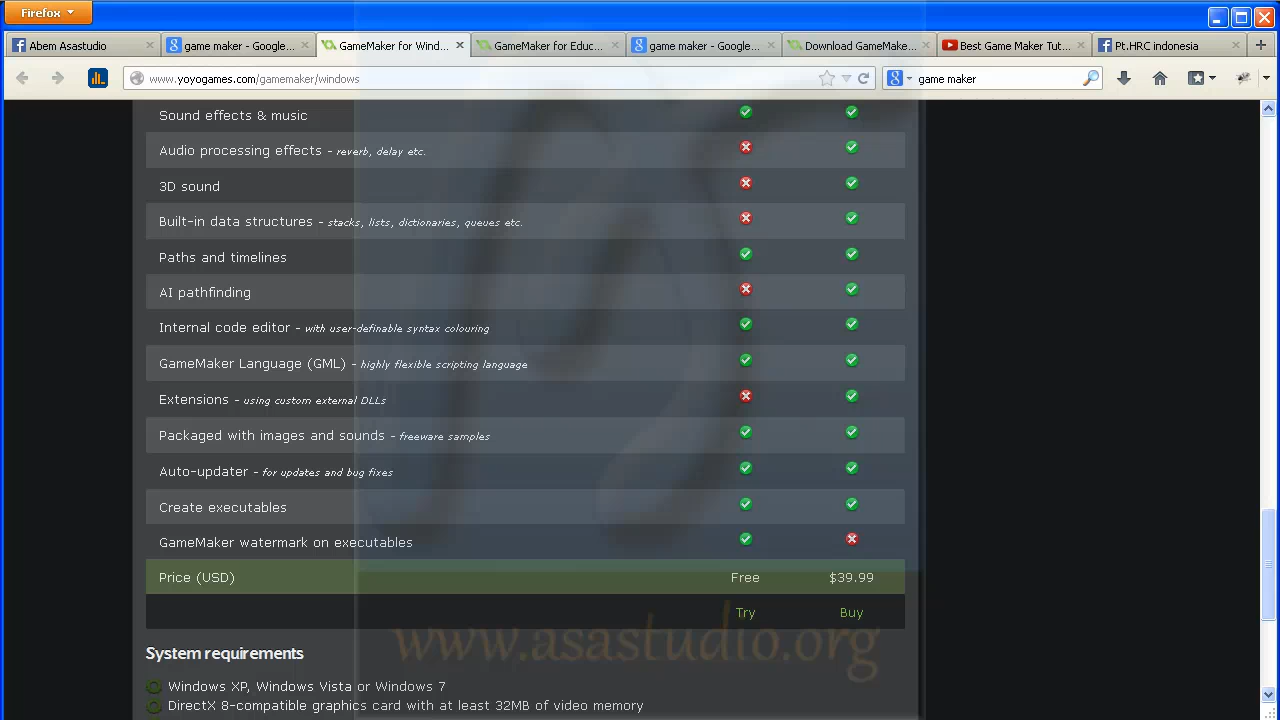 Firefox
Abem Asastudio
game mamr - Google...
GameMaker for Wind...
GameMaker for Educ...
game maker - Google...
Download GameMake...
Best Game Maker Tut...
Pt.HRC indonesia
www.yoyogames.com/gamemaker/windows
game maker
Sound effects & music
Audio processing effects - reverb, delay etc.
3D sound
Built-in data structures - stacks, lists, dictionaries, queues etc.
Paths and timelines
AI pathfinding
Internal code editor - with user-definable syntax colouring
GameMaker Language (GML) - highly flexible scripting language
Extensions - using custom external DLLs
Packaged with images and sounds - freeware samples
Auto-updater - for updates and bug fixes
Create executables
GameMaker watermark on executables
Price (USD) Free $39.99
Try Buy
www.asastudio.org
System requirements
Windows XP, Windows Vista or Windows 7
DirectX 8-compatible graphics card with at least 32MB of video memory